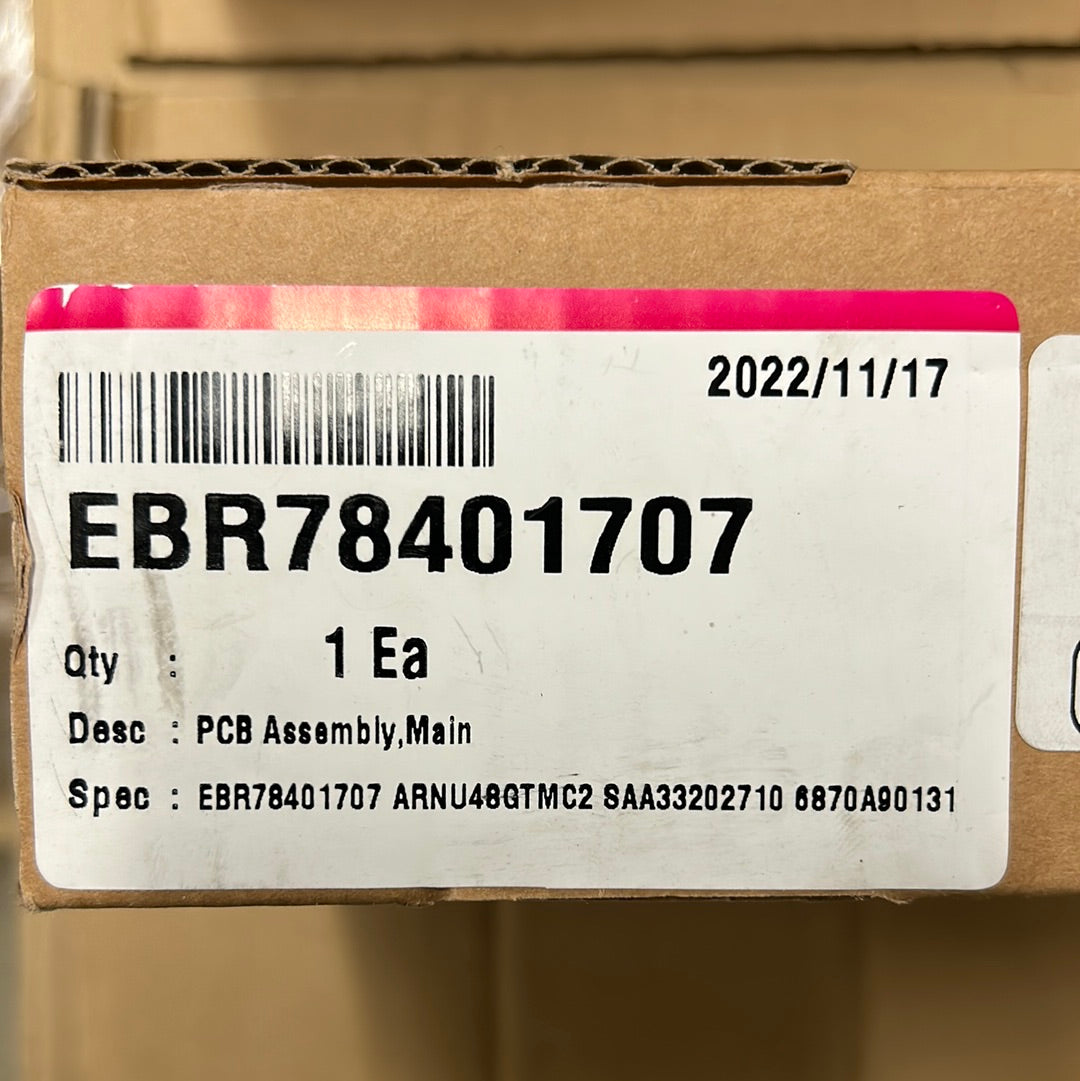 2022/11/17
EBR78401707
Qty : 1 Ea
Desc : PCB Assembly,Main
Spec : EBR78401707 ARNU48GTMC2 SAA33202710 6870A90131